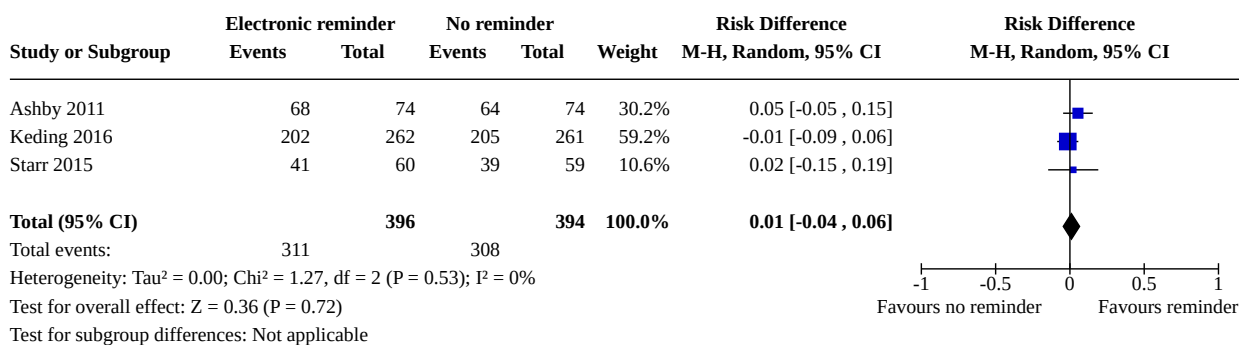 Electronic reminder No reminder Risk Difference Risk Difference
Study or Subgroup Events Total Events Total Weight M-H, Random, 95% CI M-H, Random, 95% CI
Ashby 2011 68 74 64 74 30.2% 0.05 [-0.05 , 0.15]
Keding 2016 202 262 205 261 59.2% -0.01 [-0.09 , 0.06]
Starr 2015 41 60 39 59 10.6% 0.02 [-0.15 , 0.19]
Total (95% CI) 396 394 100.0% 0.01 [-0.04 , 0.06]
Total events: 311 308
Heterogeneity: Tau² = 0.00; Chi² = 1.27, df = 2 (P = 0.53); I² = 0%
-1 -0.5 0 0.5 1
Test for overall effect: Z = 0.36 (P = 0.72) Favours no reminder Favours reminder
Test for subgroup differences: Not applicable